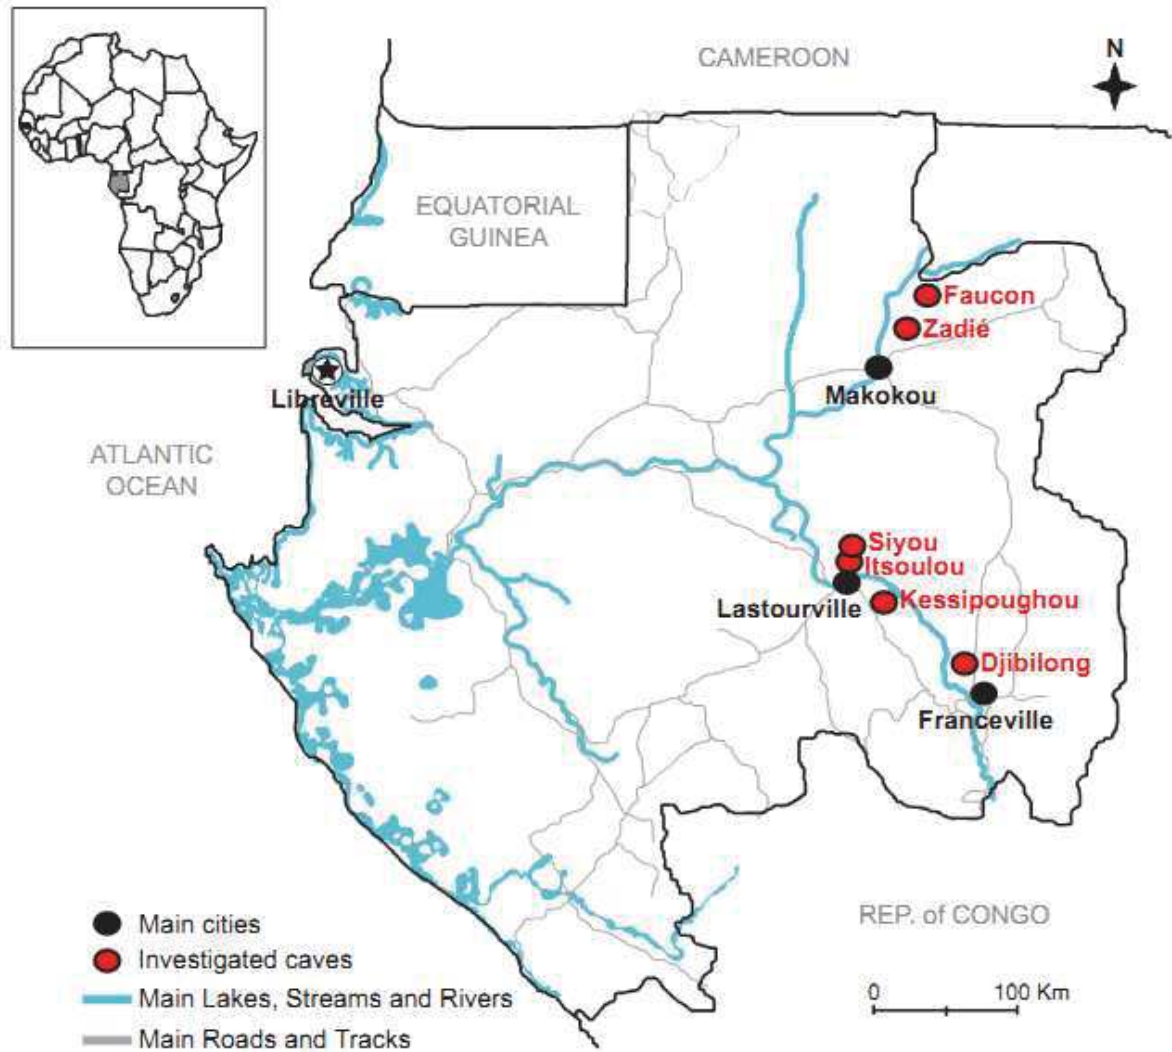 CAMEROON
N
EQUATORIAL
GUINEA
Faucon
Zadié
Makokou
Libreville
ATLANTIC
OCEAN
Siyou
Itsoulou
Lastourville
Kessipoughou
Djibilong
Franceville
REP. of CONGO
Main cities
Investigated caves
Main Lakes, Streams and Rivers
Main Roads and Tracks
0 100 Km